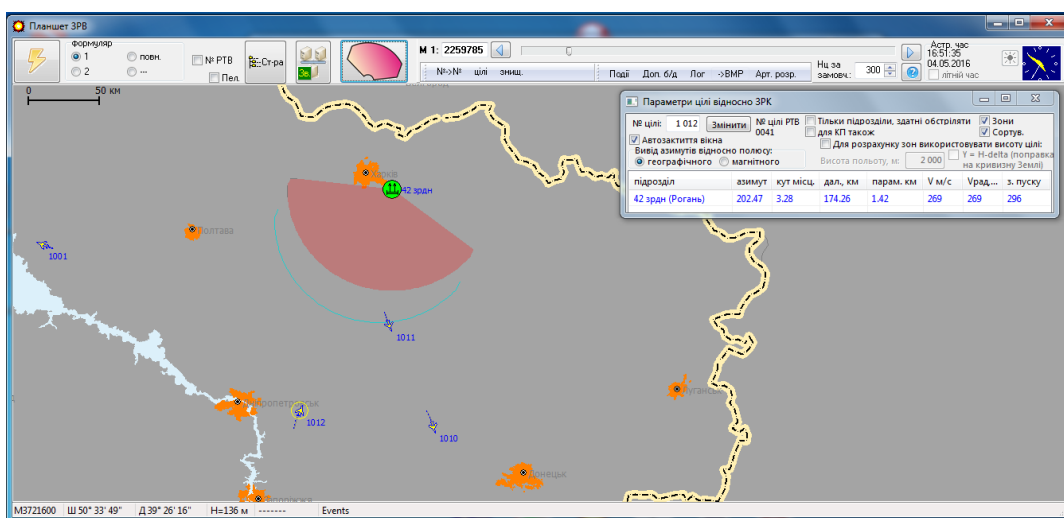 Планшет ЗРВ
Формуляр
1
повн.
2
...
№ РТВ
Пел.
Ст-ра
Зв.
М 1: 2259785
№->№ цілі знищ.
Події Доп. б/д Лог ->ВМР Арт. розр.
Нц за замовч.: 300
Астр. час
16:51:35
04.05.2016
літній час
0 50 км
Параметри цілі відносно ЗРК
№ цілі: 1 012 Змінити № цілі РТВ 0041
Тільки підрозділи, здатні обстріляти
для КП також
Зони
Сортув.
Автозакриття вікна
Для розрахунку зон використовувати висоту цілі:
Вивід азимутів відносно полюсу:
географічного магнітного
Висота польоту, м: 2 000
Y = H-delta (поправка на кривизну Землі)
підрозділ азимут кут місц. дал., км парам. км V м/с Vрад,... з. пуску
42 зрдн (Рогань) 202.47 3.28 174.26 1.42 269 269 296
Харків
42 зрдн
Полтава
1001
1011
Дніпропетровськ
1012
1010
Луганськ
Донецьк
Запоріжжя
М3721600 Ш 50° 33' 49" Д 39° 26' 16" Н=136 м ------- Events